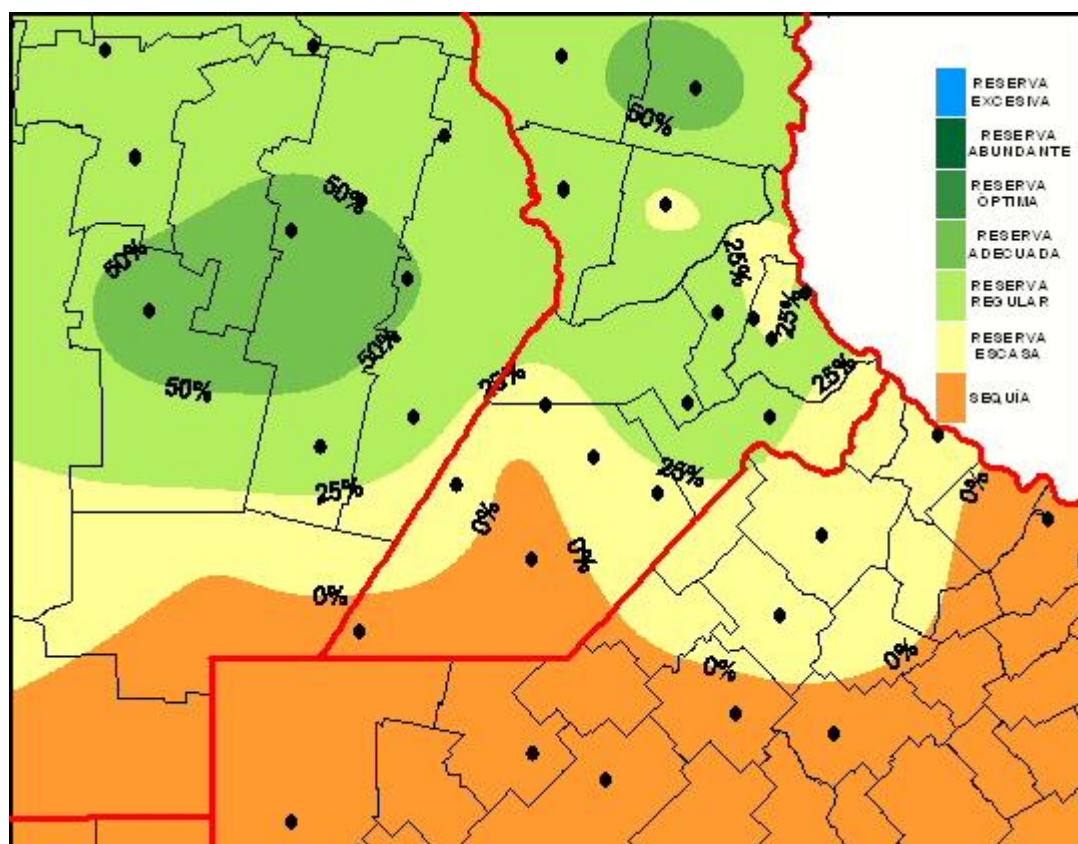 50%
RESERVA
EXCESIVA
RESERVA
ABUNDANTE
RESERVA
ÓPTIMA
RESERVA
ADECUADA
RESERVA
REGULAR
RESERVA
ESCASA
SEQUÍA
50%
50%
25%
25%
50%
25%
25%
50%
25%
25%
0%
0%
0%
0%
0%
0%